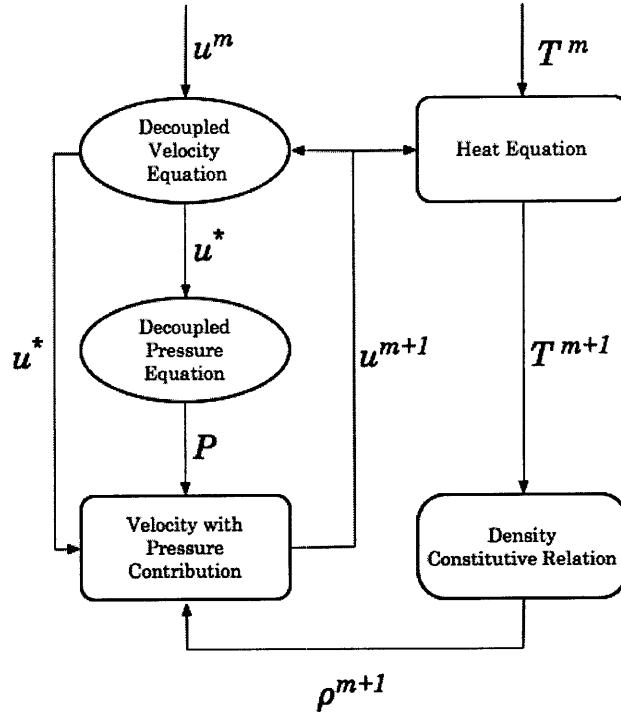 u^m
T^m
Decoupled
Velocity
Equation
Heat Equation
u^*
Decoupled
Pressure
Equation
u^*
u^{m+1}
T^{m+1}
P
Velocity with
Pressure
Contribution
Density
Constitutive Relation
ρ^{m+1}